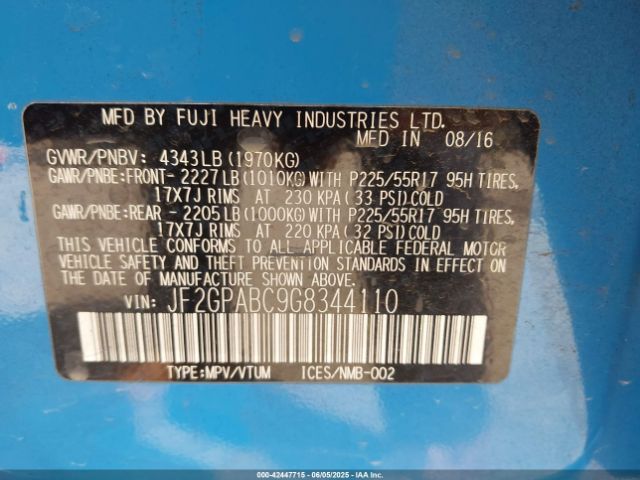 MFD BY FUJI HEAVY INDUSTRIES LTD.
MFD IN 08/16
GVWR/PNBV: 4343LB(1970KG)
GAWR/PNBE:FRONT- 2227LB(1010KG)WITH P225/55R17 95H TIRES,
17X7J RIMS AT 230 KPA(33 PSI)COLD
GAWR/PNBE:REAR - 2205LB(1000KG)WITH P225/55R17 95H TIRES,
17X7J RIMS AT 220 KPA(32 PSI)COLD
THIS VEHICLE CONFORMS TO ALL APPLICABLE FEDERAL MOTOR
VEHICLE SAFETY AND THEFT PREVENTION STANDARDS IN EFFECT
ON THE DATE OF MANUFACTURE SHOWN ABOVE.
VIN: JF2GPABC9G8344110
TYPE:MPV/VTUM ICES/NMB-002
000-42447715 - 06/05/2025 - IAA Inc.